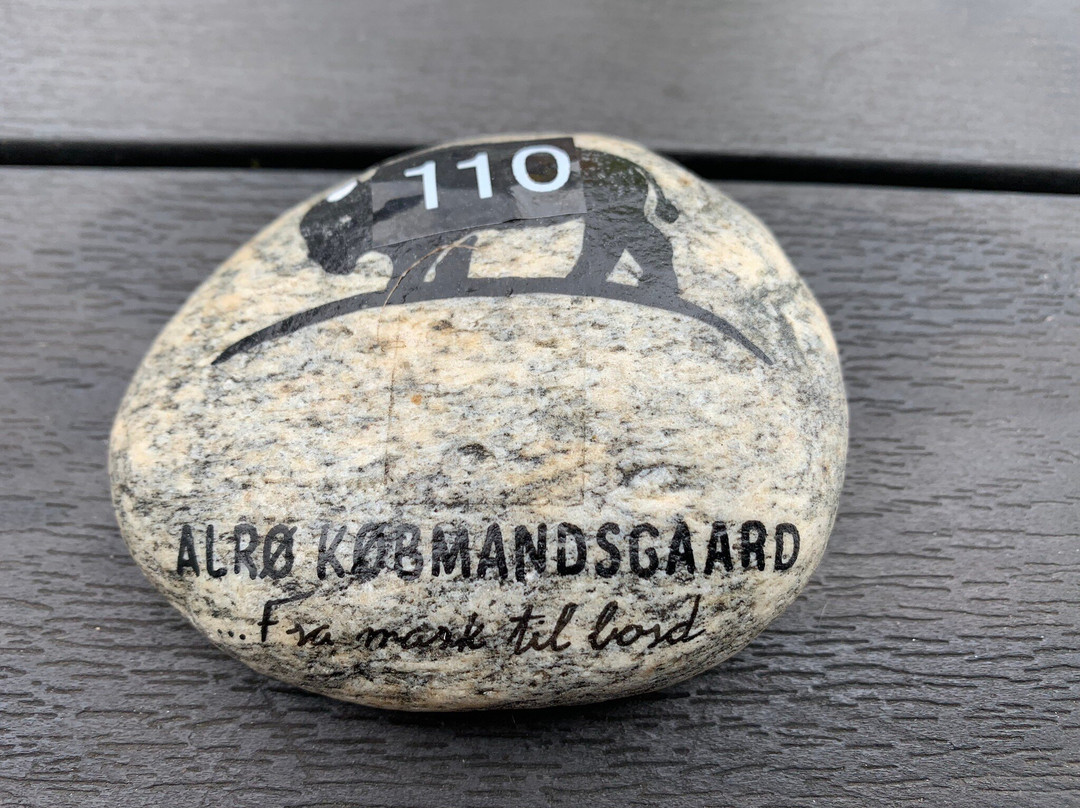 110
ALRØ KØBMANDSGAARD
...Fra mark til bord